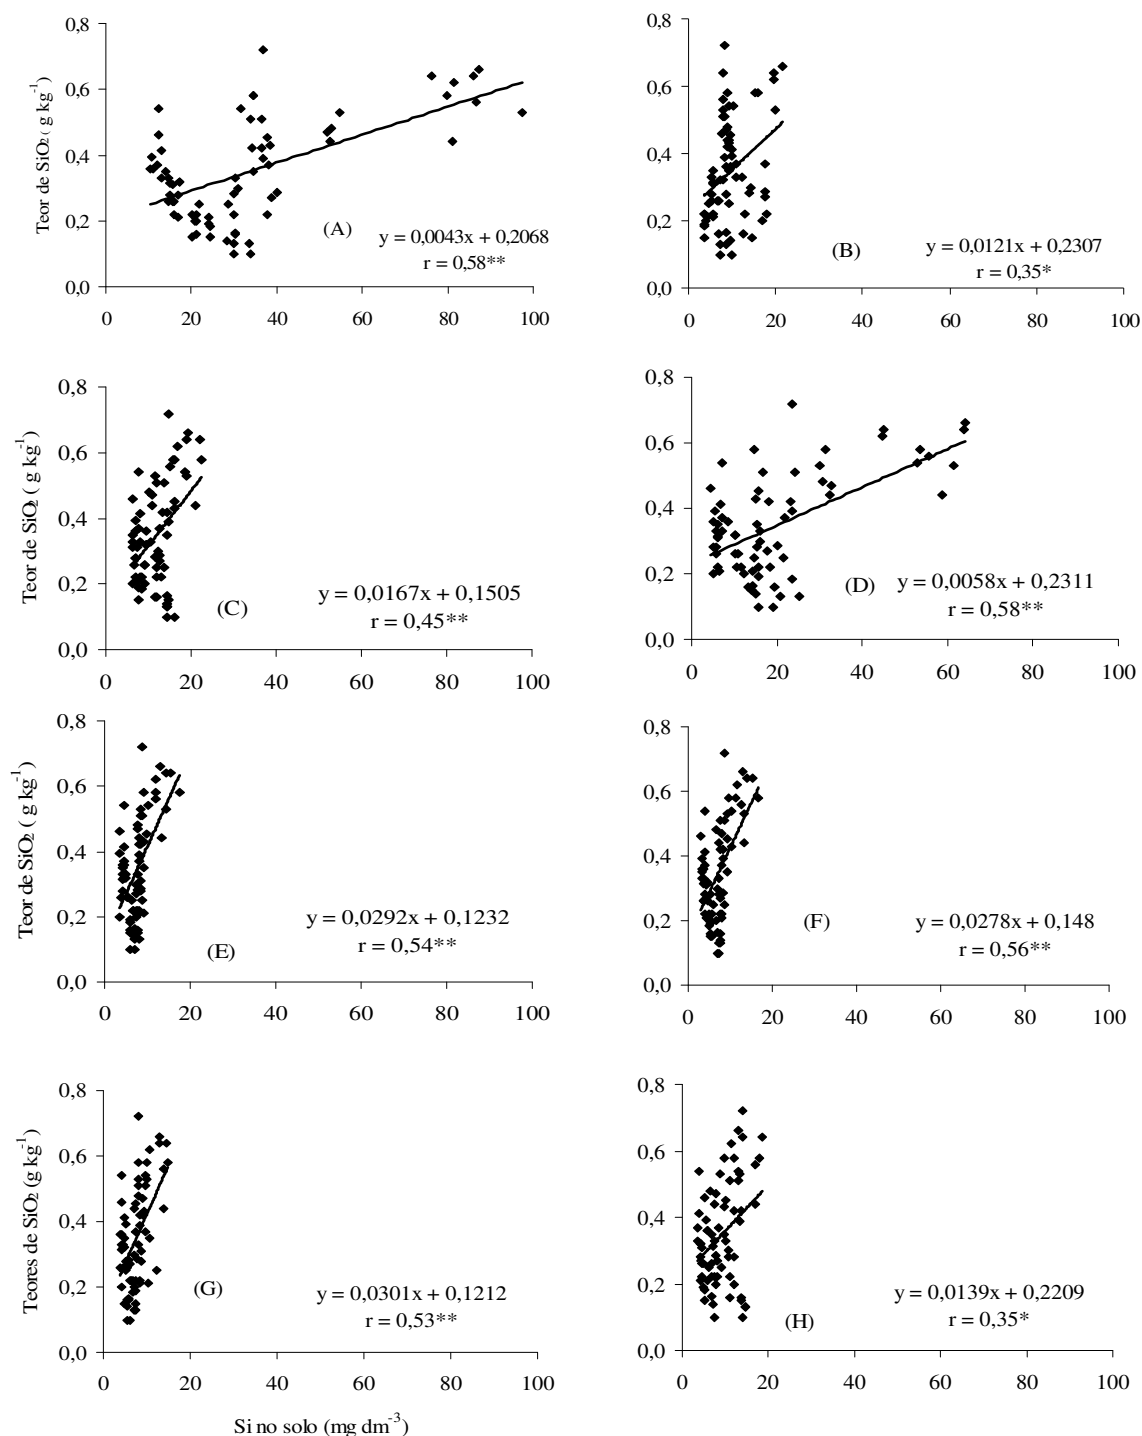 0,8
0,6
0,4
0,2
0,0
Teor de SiO2 ( g kg-1)
(A)
y = 0,0043x + 0,2068
r = 0,58**
0 20 40 60 80 100
0,8
0,6
0,4
0,2
0,0
(B)
y = 0,0121x + 0,2307
r = 0,35*
0 20 40 60 80 100
0,8
0,6
0,4
0,2
0,0
Teor de SiO2 ( g kg-1)
(C)
y = 0,0167x + 0,1505
r = 0,45**
0 20 40 60 80 100
0,8
0,6
0,4
0,2
0,0
(D)
y = 0,0058x + 0,2311
r = 0,58**
0 20 40 60 80 100
0,8
0,6
0,4
0,2
0,0
Teor de SiO2 ( g kg-1)
(E)
y = 0,0292x + 0,1232
r = 0,54**
0 20 40 60 80 100
0,8
0,6
0,4
0,2
0,0
(F)
y = 0,0278x + 0,148
r = 0,56**
0 20 40 60 80 100
0,8
0,6
0,4
0,2
0,0
Teores de SiO2 (g kg-1)
(G)
y = 0,0301x + 0,1212
r = 0,53**
0 20 40 60 80 100
Si no solo (mg dm-3)
0,8
0,6
0,4
0,2
0,0
(H)
y = 0,0139x + 0,2209
r = 0,35*
0 20 40 60 80 100